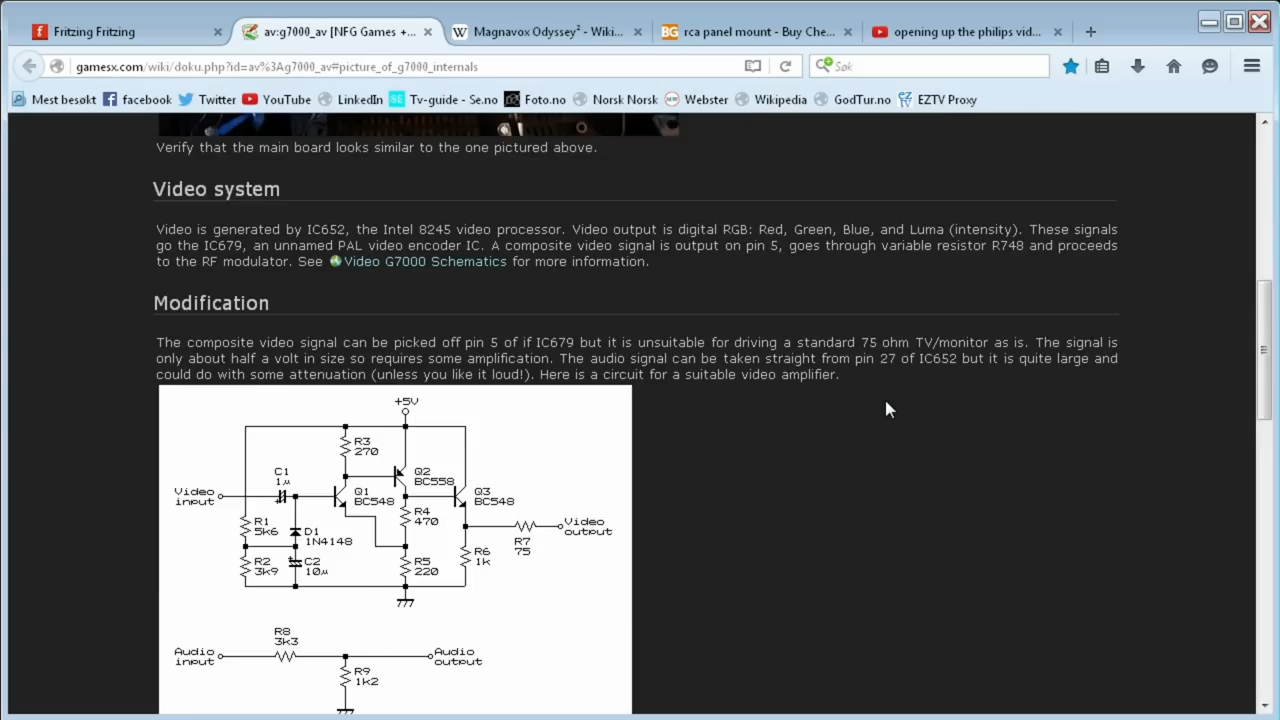 Fritzing Fritzing
av:g7000_av [NFG Games +...
Magnavox Odyssey² - Wiki...
rca panel mount - Buy Che...
opening up the philips vid...
gamesx.com/wiki/doku.php?id=av%3Ag7000_av#picture_of_g7000_internals
Søk
Mest besøkt facebook Twitter YouTube LinkedIn Tv-guide - Se.no Foto.no Norsk Norsk Webster Wikipedia GodTur.no EZTV Proxy
Verify that the main board looks similar to the one pictured above.
Video system
Video is generated by IC652, the Intel 8245 video processor. Video output is digital RGB: Red, Green, Blue, and Luma (intensity). These signals
go the IC679, an unnamed PAL video encoder IC. A composite video signal is output on pin 5, goes through variable resistor R748 and proceeds
to the RF modulator. See Video G7000 Schematics for more information.
Modification
The composite video signal can be picked off pin 5 of if IC679 but it is unsuitable for driving a standard 75 ohm TV/monitor as is. The signal is
only about half a volt in size so requires some amplification. The audio signal can be taken straight from pin 27 of IC652 but it is quite large and
could do with some attenuation (unless you like it loud!). Here is a circuit for a suitable video amplifier.
+5V
R3
270
C1
1µ
Q2
BC558
Video
input
Q1
BC548
Q3
BC548
R1
5k6
D1
1N4148
R4
470
Video
output
R7
75
R2
3k9
C2
10µ
R5
220
R6
1k
R8
3k3
Audio
input
Audio
output
R9
1k2